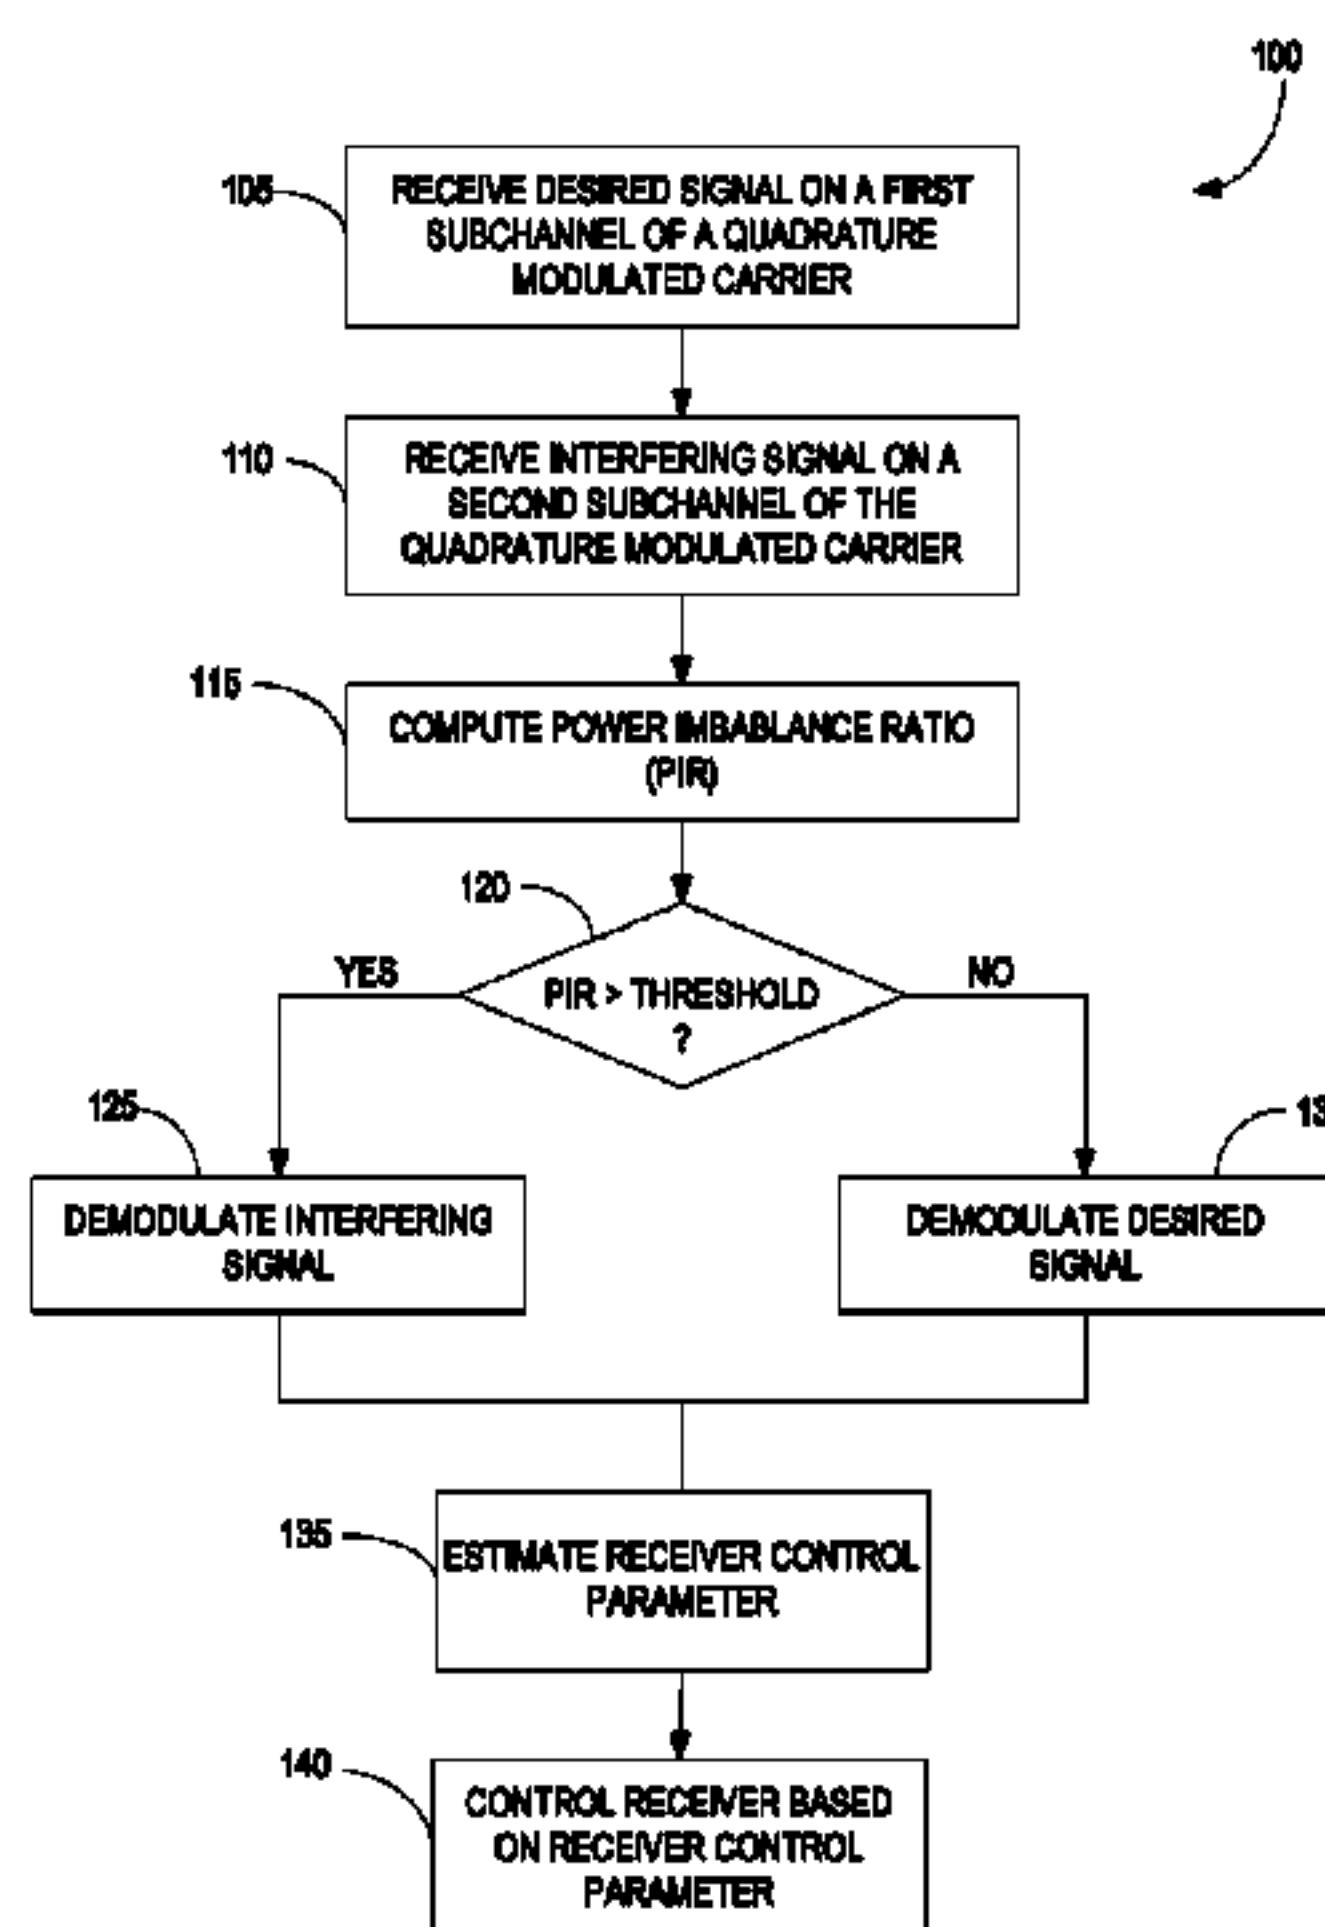 100
105
RECEIVE DESIRED SIGNAL ON A FIRST
SUBCHANNEL OF A QUADRATURE
MODULATED CARRIER
110
RECEIVE INTERFERING SIGNAL ON A
SECOND SUBCHANNEL OF THE
QUADRATURE MODULATED CARRIER
115
COMPUTE POWER IMBABLANCE RATIO
(PIR)
120
YES
PIR > THRESHOLD
?
NO
125
DEMODULATE INTERFERING
SIGNAL
DEMODULATE DESIRED
SIGNAL
135
ESTIMATE RECEIVER CONTROL
PARAMETER
140
CONTROL RECEIVER BASED
ON RECEIVER CONTROL
PARAMETER